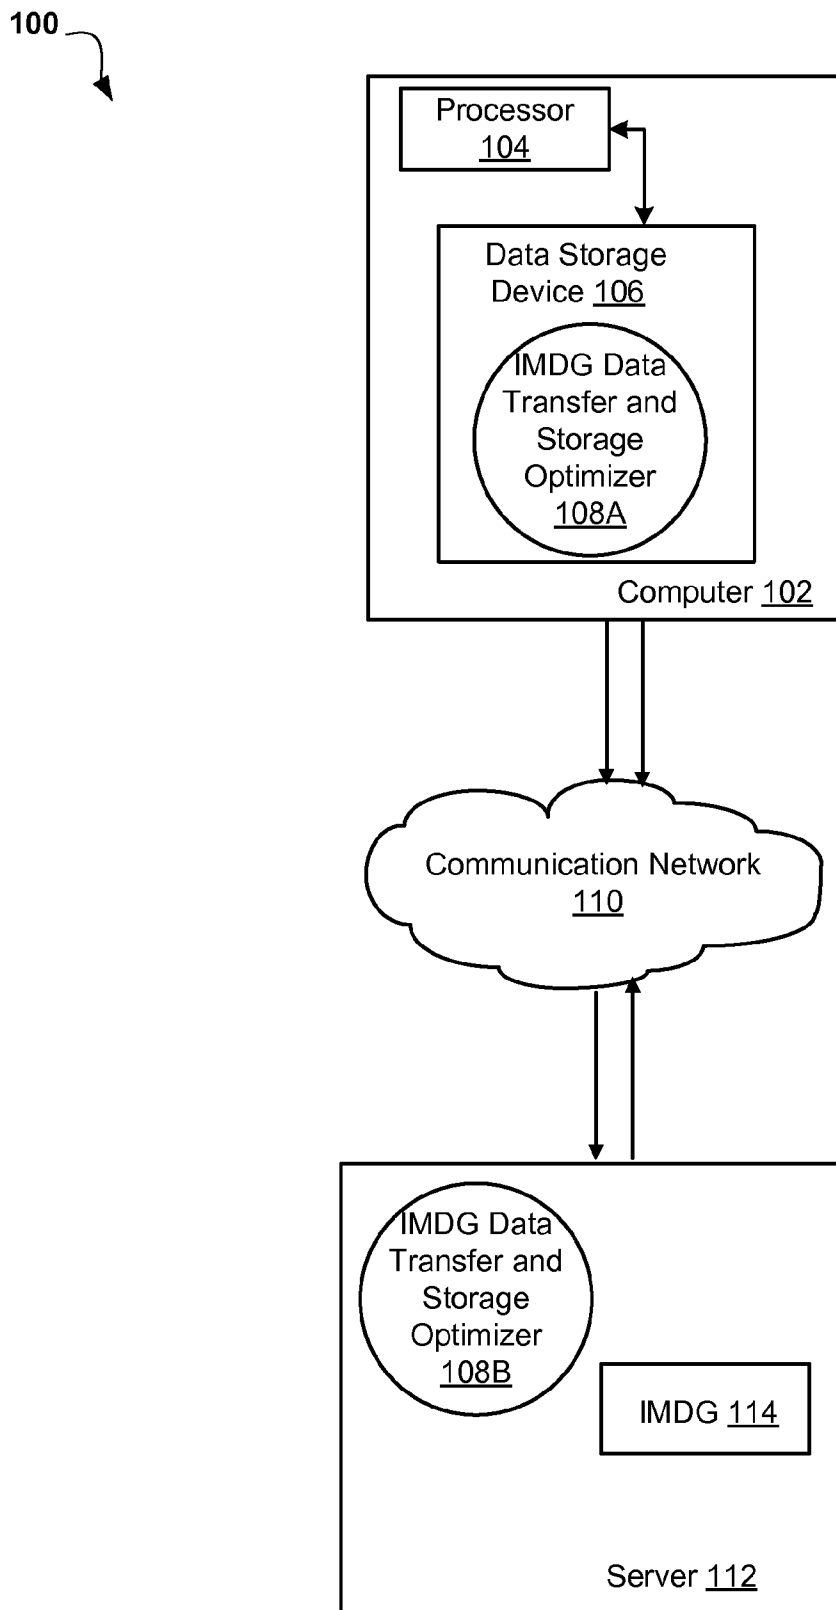 100
Processor
104
Data Storage
Device 106
IMDG Data
Transfer and
Storage
Optimizer
108A
Computer 102
Communication Network
110
IMDG Data
Transfer and
Storage
Optimizer
108B
IMDG 114
Server 112